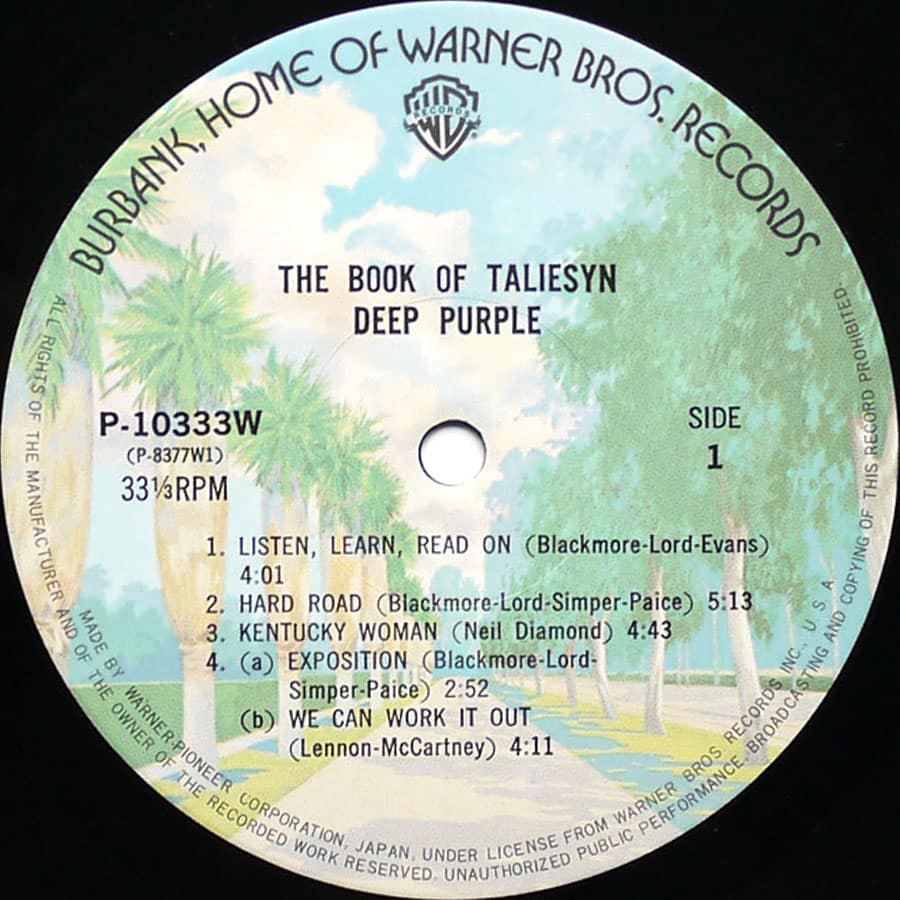 BURBANK, HOME OF WARNER BROS. RECORDS
W
RECORDS
THE BOOK OF TALIESYN
DEEP PURPLE
P-10333W
(P-8377W1)
33⅓RPM
SIDE
1
1. LISTEN, LEARN, READ ON (Blackmore-Lord-Evans)
4:01
2. HARD ROAD (Blackmore-Lord-Simper-Paice) 5:13
3. KENTUCKY WOMAN (Neil Diamond) 4:43
4. (a) EXPOSITION (Blackmore-Lord-
Simper-Paice) 2:52
(b) WE CAN WORK IT OUT
(Lennon-McCartney) 4:11
MADE BY WARNER-PIONEER CORPORATION, JAPAN, UNDER LICENSE FROM WARNER BROS RECORDS INC., U. S. A
ALL RIGHTS OF THE MANUFACTURER AND OF THE OWNER OF THE RECORDED WORK RESERVED. UNAUTHORIZED PUBLIC PERFORMANCE, BROADCASTING AND COPYING OF THIS RECORD PROHIBITED.